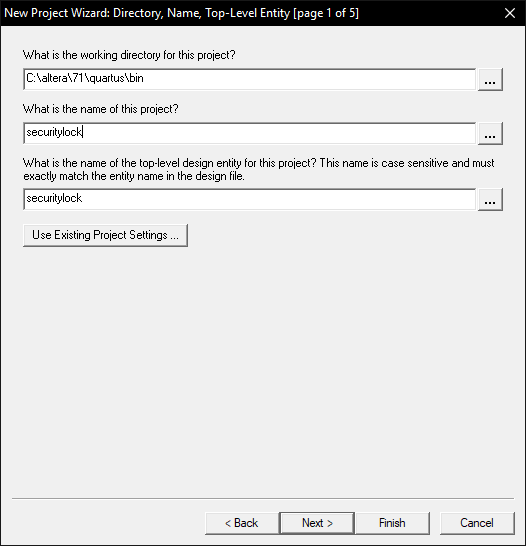 New Project Wizard: Directory, Name, Top-Level Entity [page 1 of 5]
What is the working directory for this project?
C:\altera\71\quartus\bin
...
What is the name of this project?
securitylock
...
What is the name of the top-level design entity for this project? This name is case sensitive and must
exactly match the entity name in the design file.
securitylock
...
Use Existing Project Settings ...
< Back
Next >
Finish
Cancel